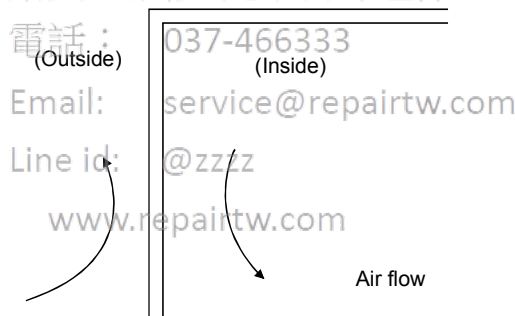 電話： 037-466333
(Outside) (Inside)
Email: service@repairtw.com
Line id: @zzzz
www.repairtw.com
Air flow